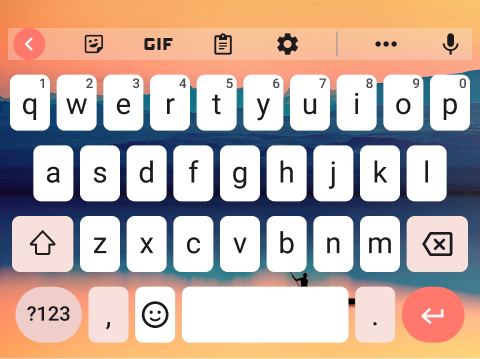 GIF
1 2 3 4 5 6 7 8 9 0
q w e r t y u i o p
a s d f g h j k l
z x c v b n m
?123 , .